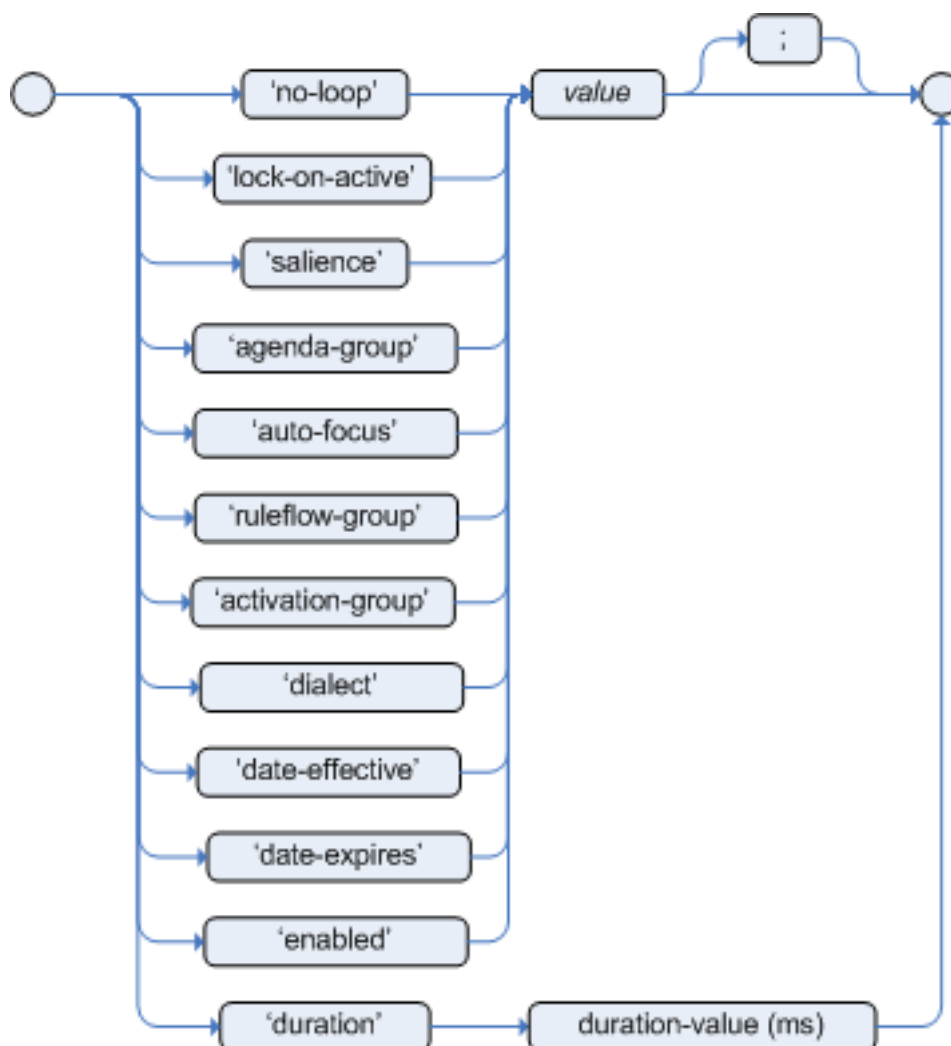 ;
‘no-loop’ value
‘lock-on-active’
‘salience’
‘agenda-group’
‘auto-focus’
‘ruleflow-group’
‘activation-group’
‘dialect’
‘date-effective’
‘date-expires’
‘enabled’
‘duration’ duration-value (ms)